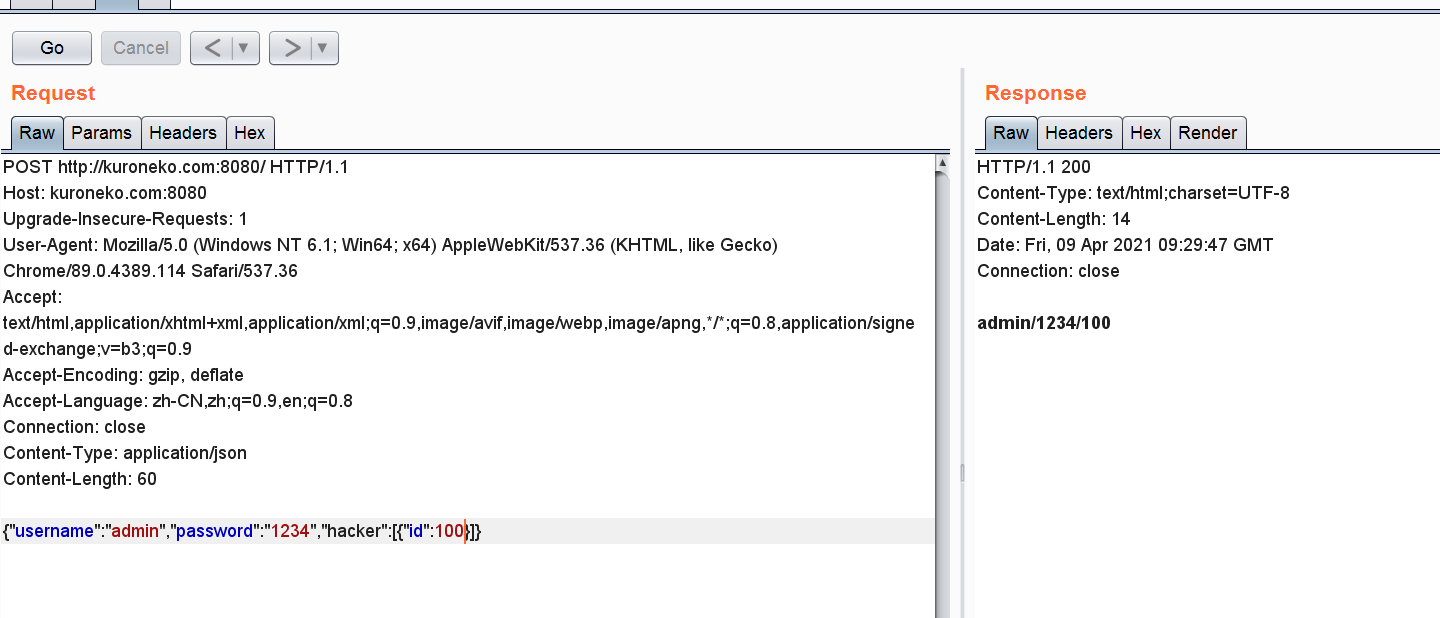 Go
Cancel
<
>
Request
Raw
Params
Headers
Hex
POST http://kuroneko.com:8080/ HTTP/1.1
Host: kuroneko.com:8080
Upgrade-Insecure-Requests: 1
User-Agent: Mozilla/5.0 (Windows NT 6.1; Win64; x64) AppleWebKit/537.36 (KHTML, like Gecko)
Chrome/89.0.4389.114 Safari/537.36
Accept:
text/html,application/xhtml+xml,application/xml;q=0.9,image/avif,image/webp,image/apng,*/*;q=0.8,application/signe
d-exchange;v=b3;q=0.9
Accept-Encoding: gzip, deflate
Accept-Language: zh-CN,zh;q=0.9,en;q=0.8
Connection: close
Content-Type: application/json
Content-Length: 60
{"username":"admin","password":"1234","hacker":[{"id":100}]}
Response
Raw
Headers
Hex
Render
HTTP/1.1 200
Content-Type: text/html;charset=UTF-8
Content-Length: 14
Date: Fri, 09 Apr 2021 09:29:47 GMT
Connection: close
admin/1234/100